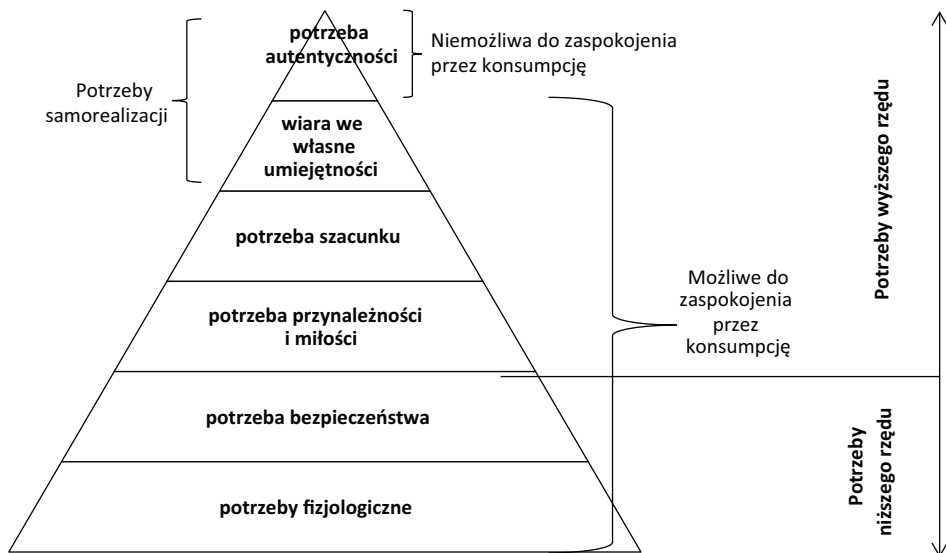 potrzeba
autentyczności
Niemożliwa do zaspokojenia
przez konsumpcję
Potrzeby
samorealizacji
wiara we
własne
umiejętności
potrzeba szacunku
potrzeba przynależności
i miłości
Możliwe do
zaspokojenia
przez
konsumpcję
potrzeba bezpieczeństwa
potrzeby fizjologiczne
Potrzeby wyższego rzędu
Potrzeby
niższego rzędu